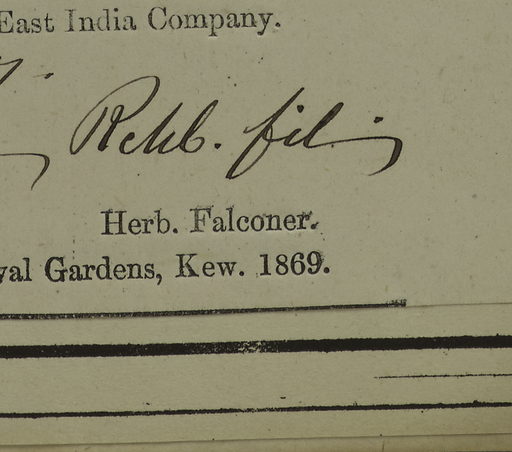 East India Company.
Rchb. fil.
Herb. Falconer.
yal Gardens, Kew. 1869.